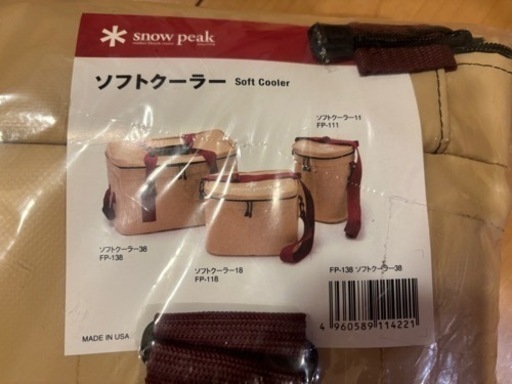 snow peak
ソフトクーラー Soft Cooler
ソフトクーラー11
FP-111
ソフトクーラー38
FP-138
ソフトクーラー18
FP-118
FP-138 ソフトクーラー38
4 960589 114221
MADE IN USA